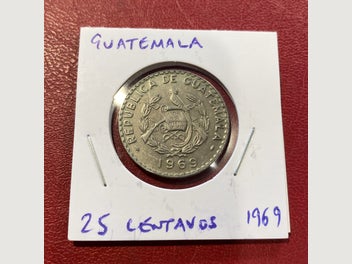 GUATEMALA
REPUBLICA DE GUATEMALA
1969
25 CENTAVOS 1969